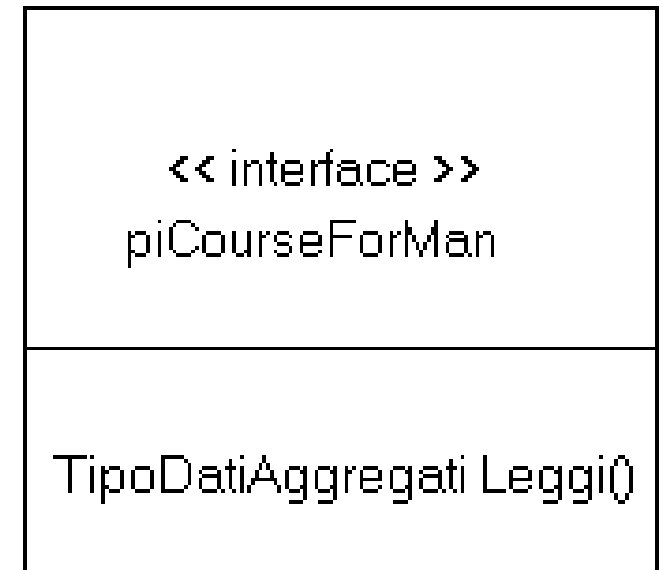 << interface >>
piCourseForMan
TipoDatiAggregati Leggi()